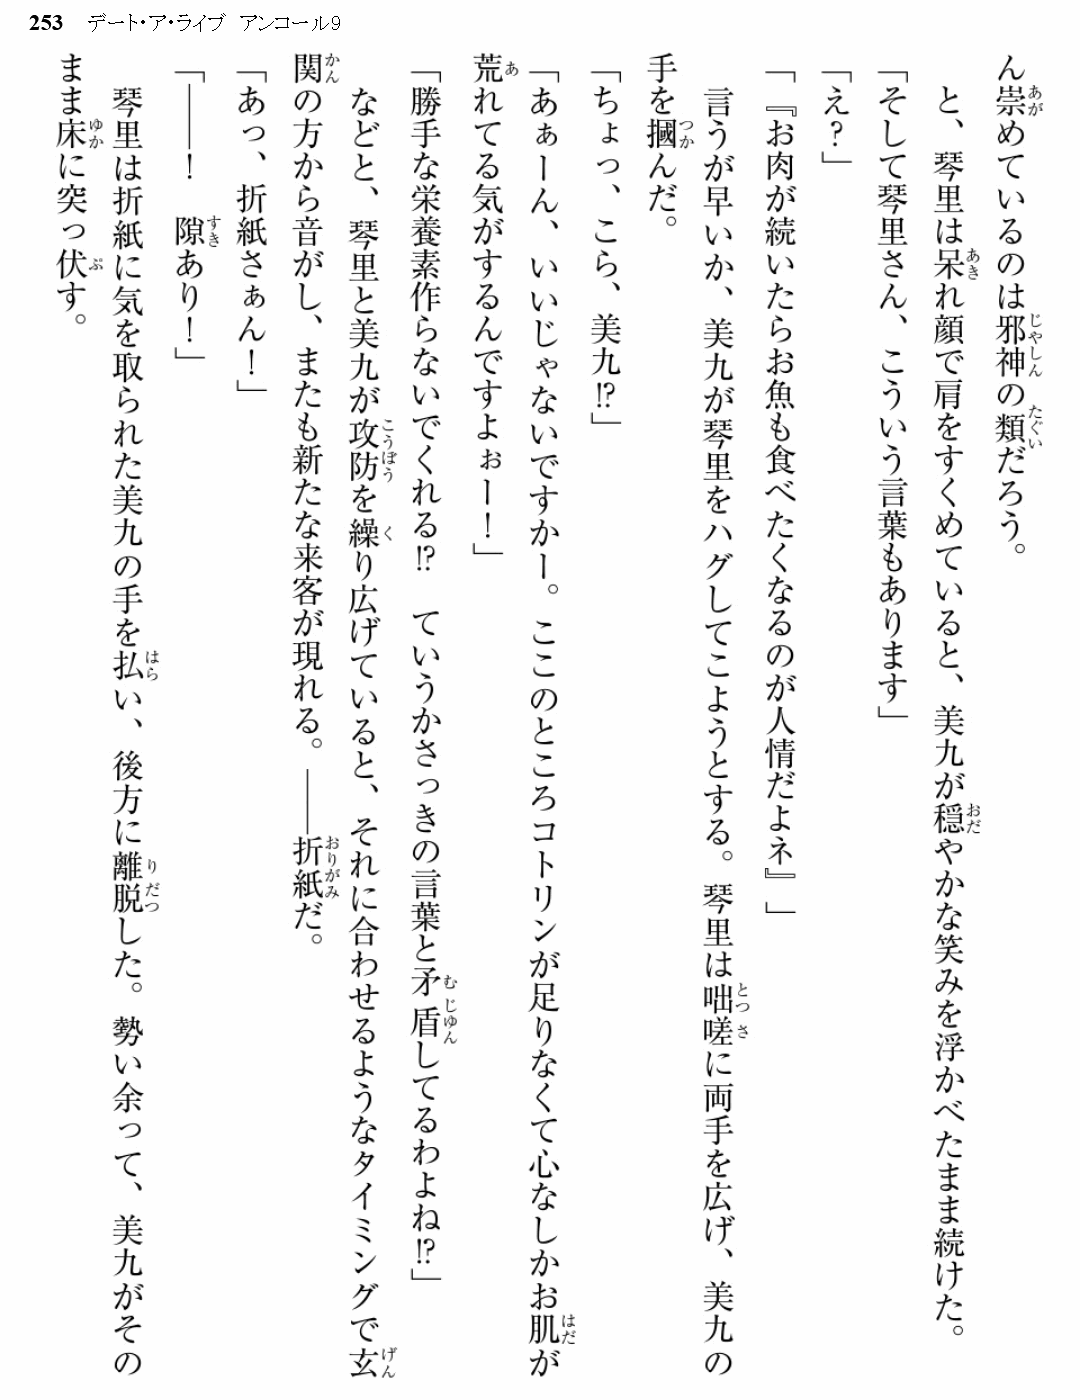 253 デート・ア・ライブ アンコール9
ん崇めているのは邪神の類だろう。
　と、琴里は呆れ顔で肩をすくめていると、美九が穏やかな笑みを浮かべたまま続けた。
「そして琴里さん、こういう言葉もあります」
「え?」
「『お肉が続いたらお魚も食べたくなるのが人情だよネ』」
　言うが早いか、美九が琴里をハグしてこようとする。琴里は咄嗟に両手を広げ、美九の
手を摑んだ。
「ちょっ、こら、美九!?」
「あぁーん、いいじゃないですかー。ここのところコトリンが足りなくて心なしかお肌が
荒れてる気がするんですよぉー!」
「勝手な栄養素作らないでくれる!?　ていうかさっきの言葉と矛盾してるわよね!?」
　などと、琴里と美九が攻防を繰り広げていると、それに合わせるようなタイミングで玄
関の方から音がし、またも新たな来客が現れる。――折紙だ。
「あっ、折紙さぁん!」
「――!　隙あり!」
　琴里は折紙に気を取られた美九の手を払い、後方に離脱した。勢い余って、美九がその
まま床に突っ伏す。